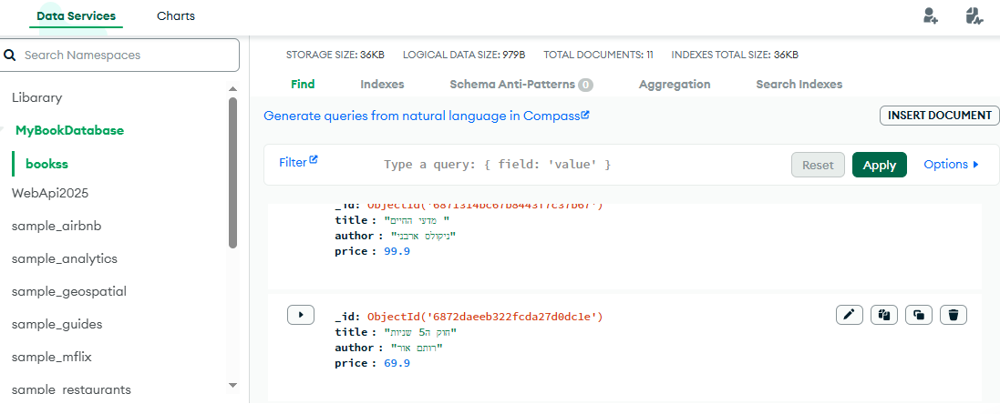 Data Services Charts
Search Namespaces
Libarary
MyBookDatabase
bookss
WebApi2025
sample_airbnb
sample_analytics
sample_geospatial
sample_guides
sample_mflix
sample_restaurants
STORAGE SIZE: 36KB LOGICAL DATA SIZE: 979B TOTAL DOCUMENTS: 11 INDEXES TOTAL SIZE: 36KB
Find Indexes Schema Anti-Patterns 0 Aggregation Search Indexes
Generate queries from natural language in Compass
INSERT DOCUMENT
Filter Type a query: { field: 'value' } Reset Apply Options
_id: ObjectId('6871314bc67b8443f7c37b67')
title : "מדעי החיים "
author : "ניקולס ארבני"
price : 99.9
_id: ObjectId('6872daeeb322fcda27d0dc1e')
title : "חוק ה5 שניות"
author : "רותם אור"
price : 69.9